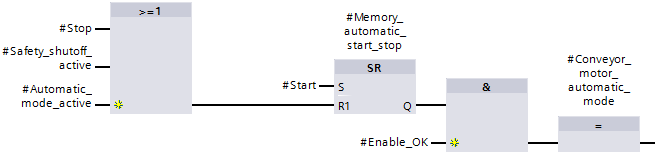 >=1
#Stop
#Safety_shutoff_
active
#Automatic_
mode_active
#Memory_
automatic_
start_stop
SR
#Start
S
R1
Q
&
#Enable_OK
#Conveyor_
motor_
automatic_
mode
=